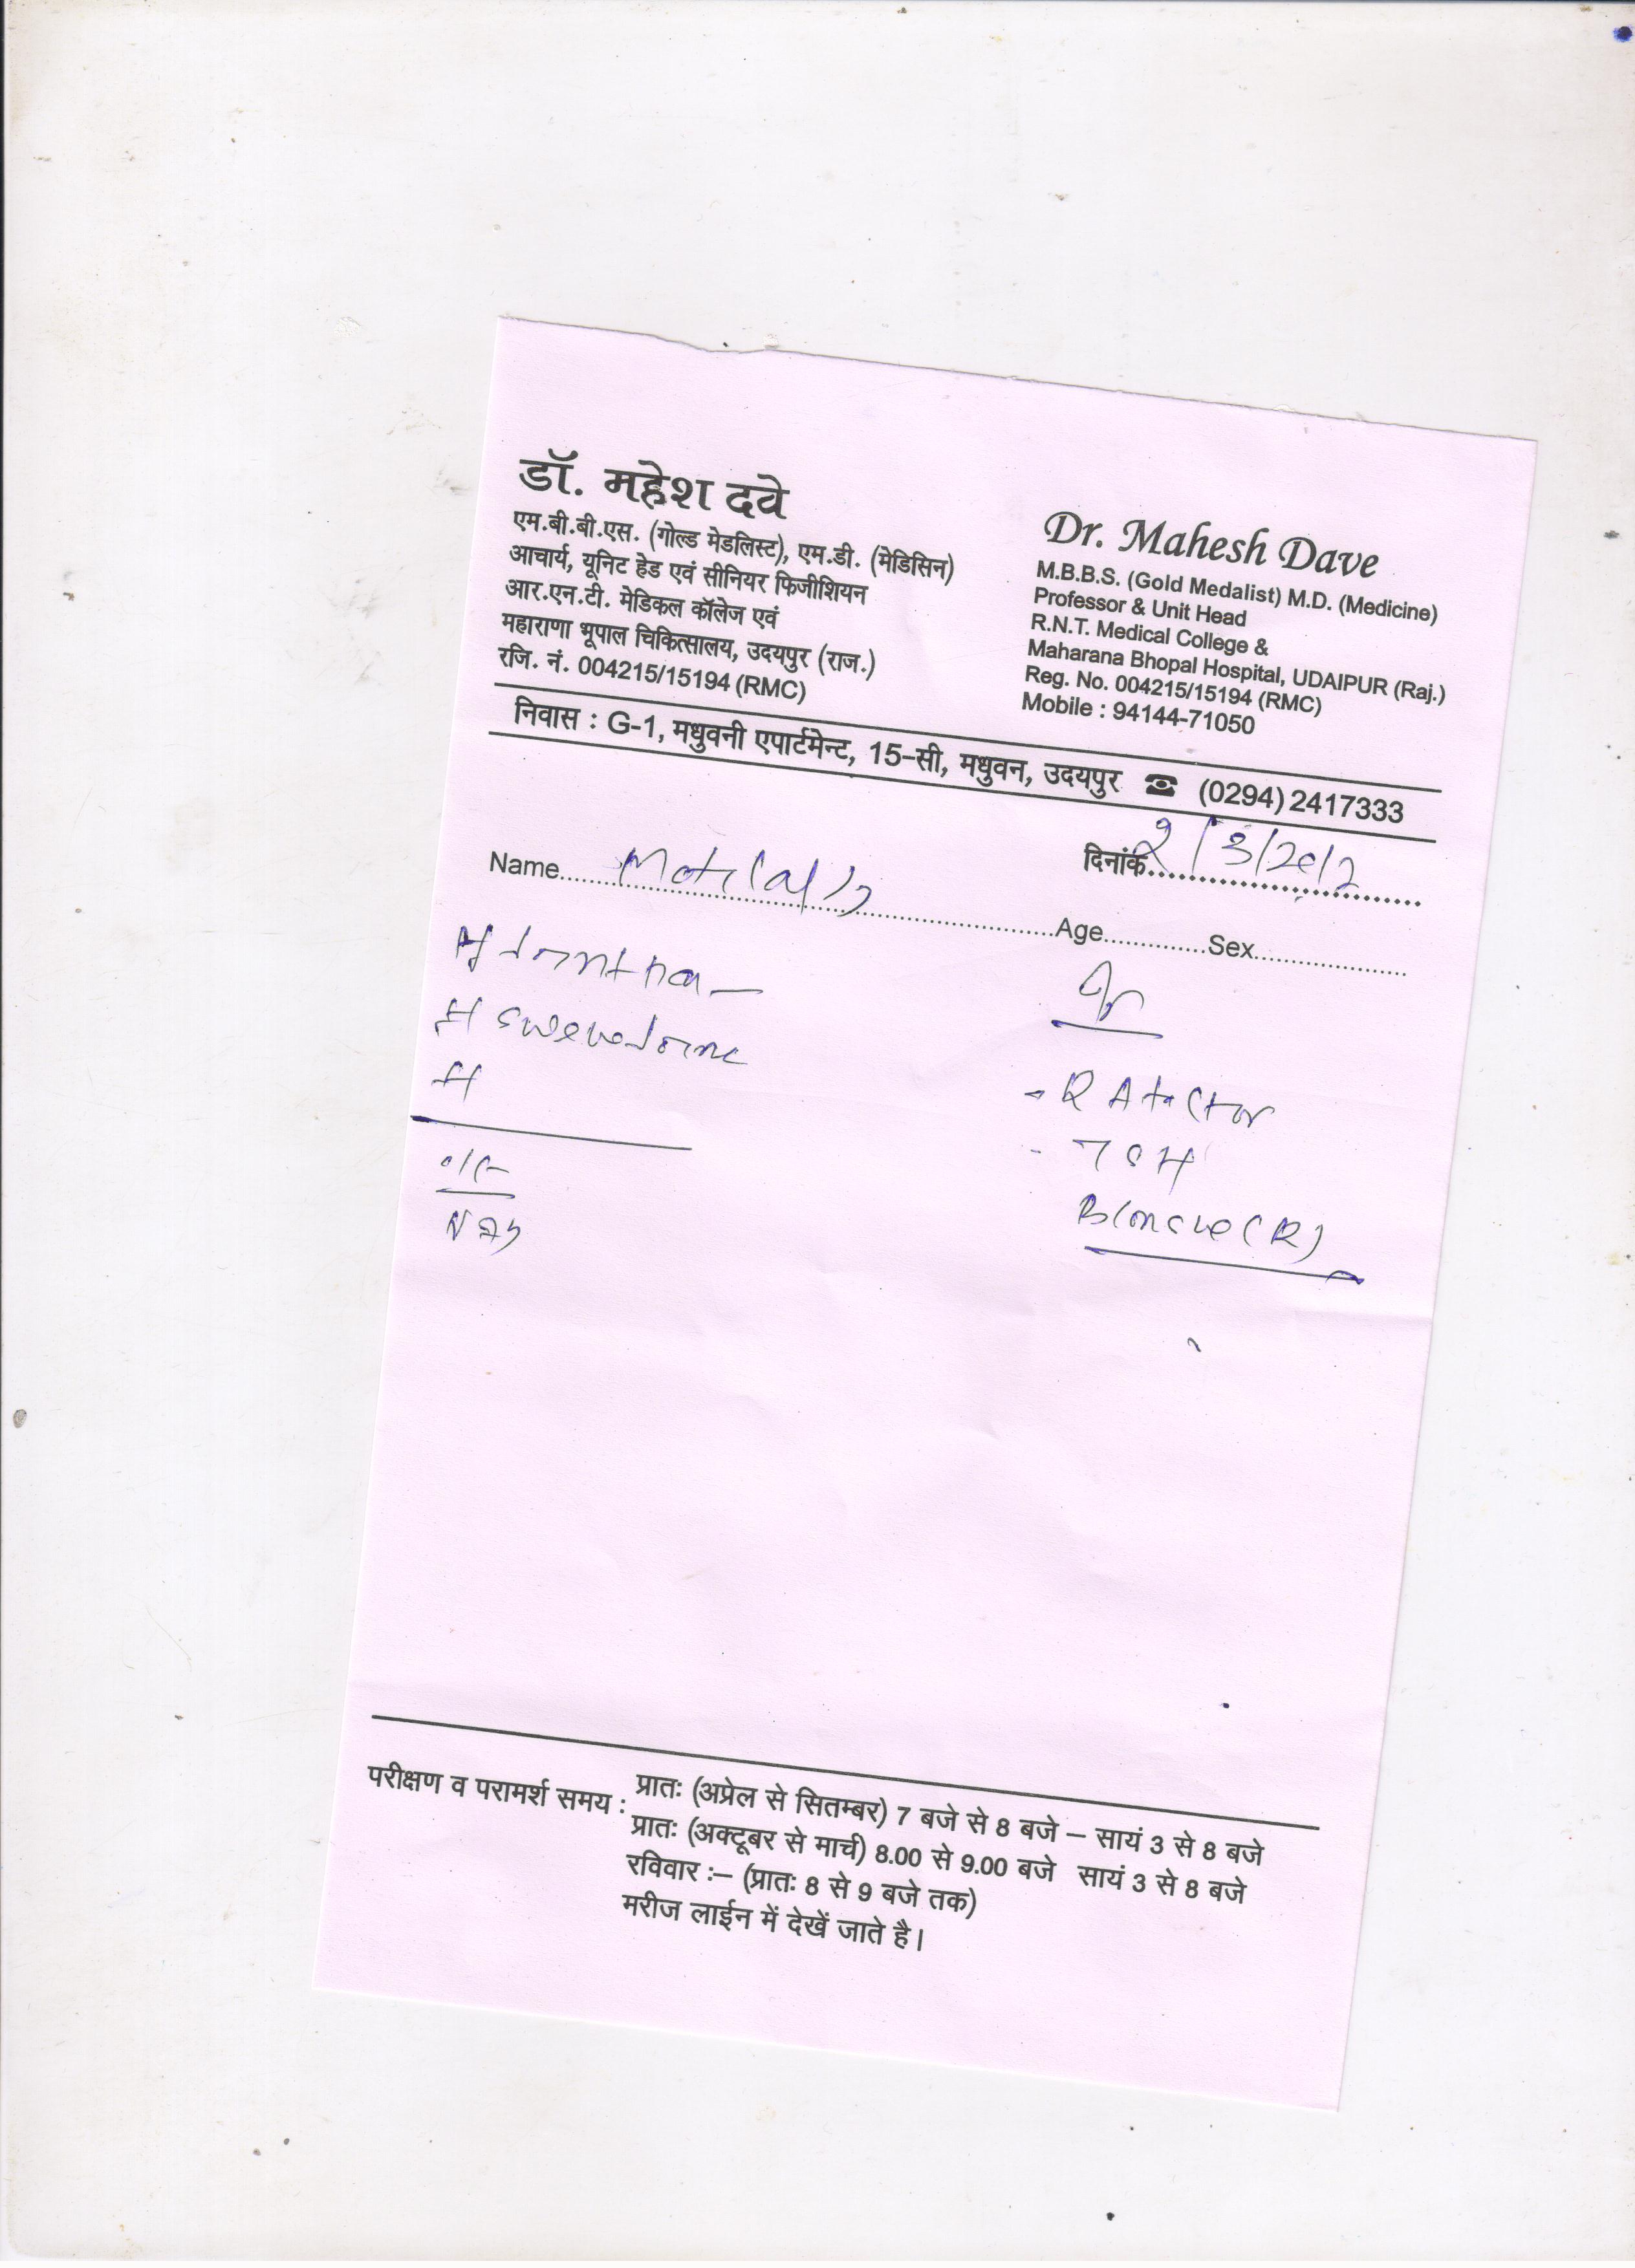 डॉ. महेश दवे
एम.बी.बी.एस. (गोल्ड मेडलिस्ट), एम.डी. (मेडिसिन)
आचार्य, यूनिट हेड एवं सीनियर फिजीशियन
आर.एन.टी. मेडिकल कॉलेज एवं
महाराणा भूपाल चिकित्सालय, उदयपुर (राज.)
रजि. नं. 004215/15194 (RMC)
Dr. Mahesh Dave
M.B.B.S. (Gold Medalist) M.D. (Medicine)
Professor & Unit Head
R.N.T. Medical College &
Maharana Bhopal Hospital, UDAIPUR (Raj.)
Reg. No. 004215/15194 (RMC)
Mobile : 94144-71050
निवास : G-1, मधुवनी एपार्टमेन्ट, 15-सी, मधुवन, उदयपुर ☎ (0294) 2417333
दिनांक 2/3/2012
Name Motilal Age Sex
R A factor
TSH
परीक्षण व परामर्श समय : प्रातः (अप्रेल से सितम्बर) 7 बजे से 8 बजे – सायं 3 से 8 बजे
प्रातः (अक्टूबर से मार्च) 8.00 से 9.00 बजे सायं 3 से 8 बजे
रविवार :– (प्रातः 8 से 9 बजे तक)
मरीज लाईन में देखें जाते है।